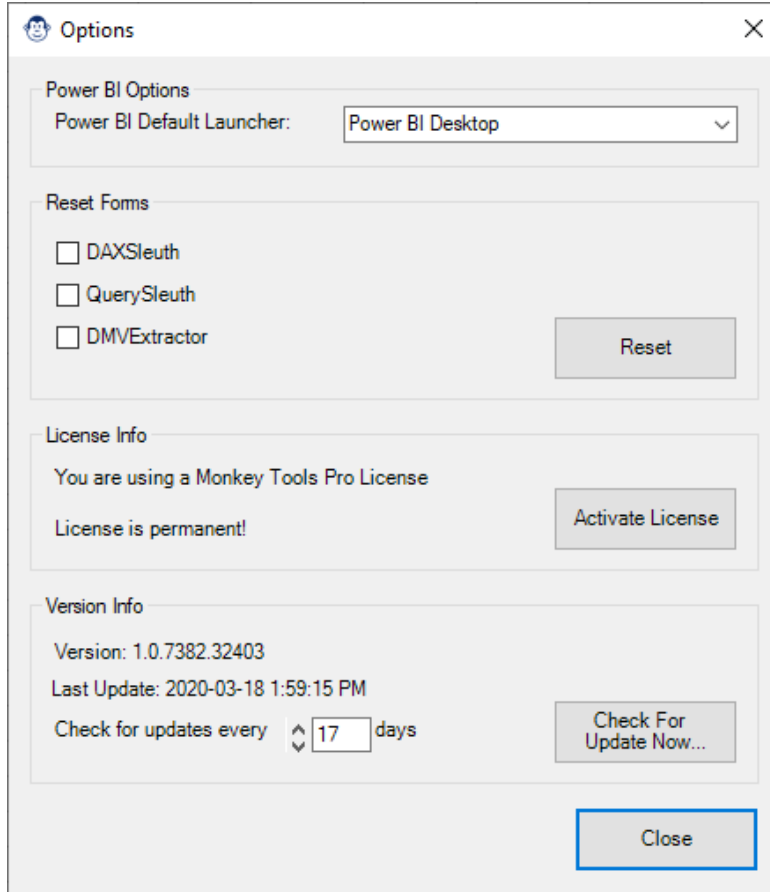 Options
Power BI Options
Power BI Default Launcher: Power BI Desktop
Reset Forms
DAXSleuth
QuerySleuth
DMVExtractor
Reset
License Info
You are using a Monkey Tools Pro License
License is permanent!
Activate License
Version Info
Version: 1.0.7382.32403
Last Update: 2020-03-18 1:59:15 PM
Check for updates every 17 days
Check For
Update Now...
Close